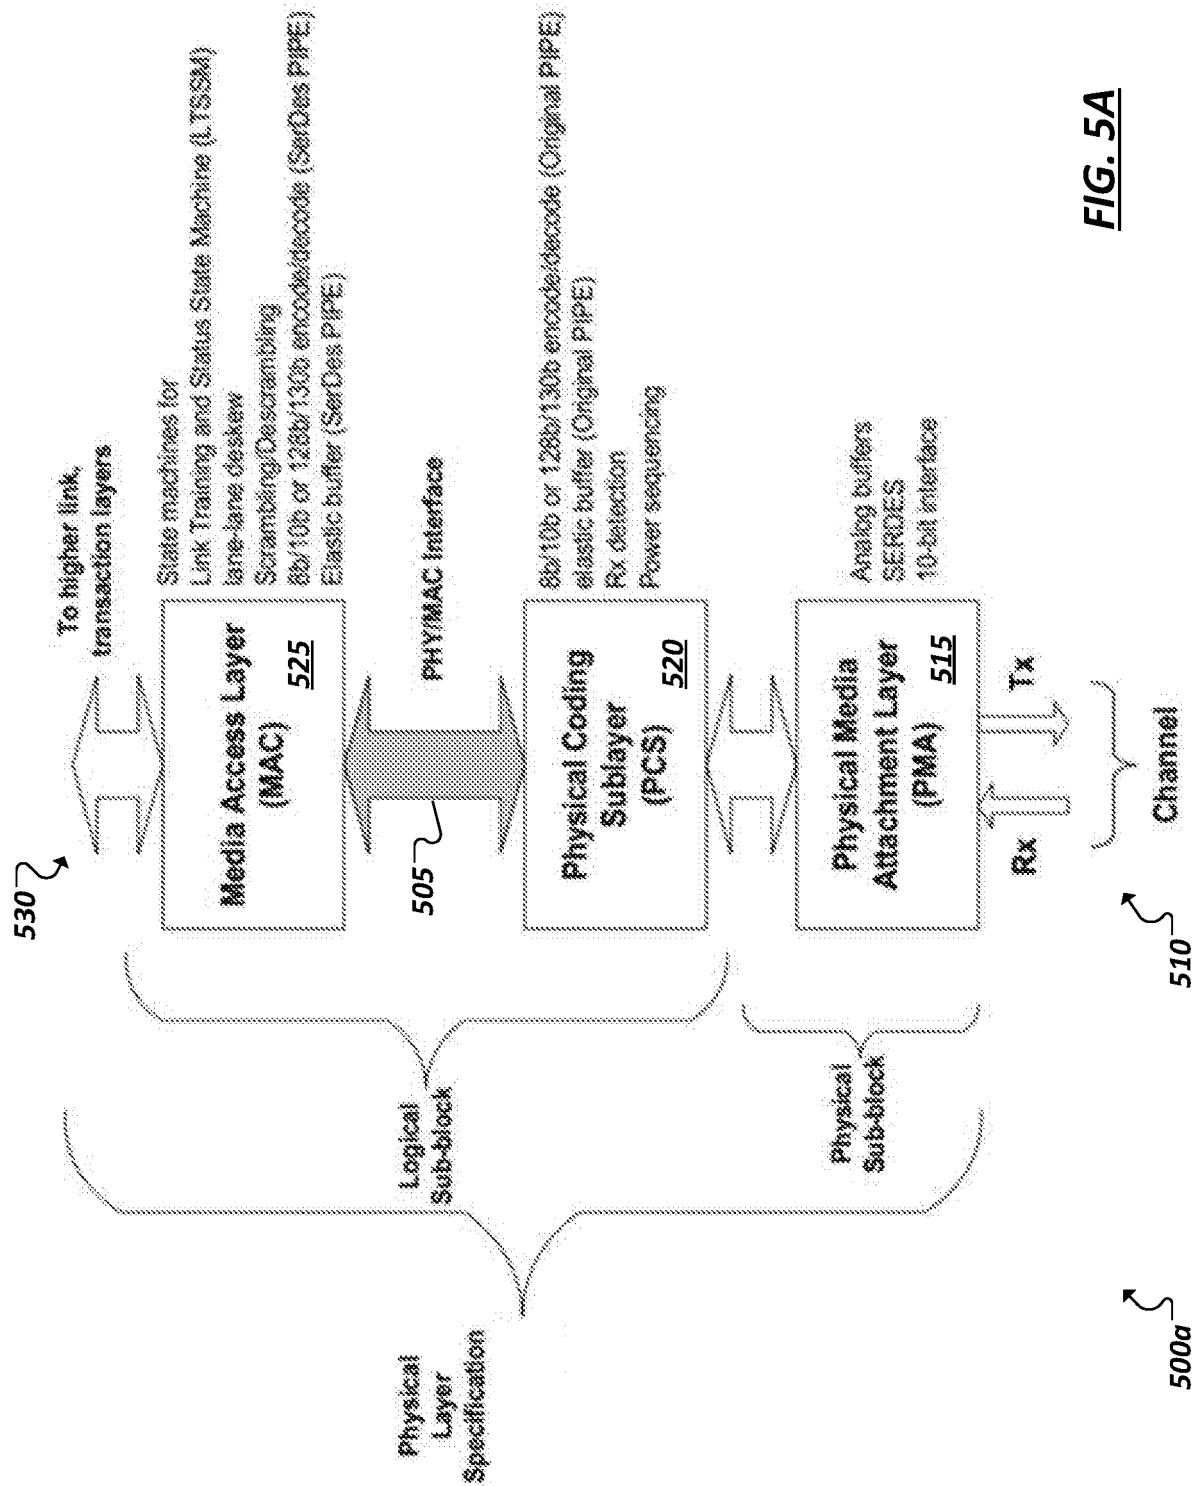 530
To higher link,
transaction layers
Media Access Layer
(MAC)
525
State machines for
Link Training and Status State Machine (LTSSM)
lane-lane deskew
Scrambling/Descrambling
8b/10b or 128b/130b encode/decode (SerDes PIPE)
Elastic buffer (SerDes PIPE)
505
PHY/MAC Interface
Physical Coding
Sublayer
(PCS)
520
8b/10b or 128b/130b encode/decode (Original PIPE)
elastic buffer (Original PIPE)
Rx detection
Power sequencing
Physical Media
Attachment Layer
(PMA)
515
Analog buffers
SERDES
10-bit interface
Rx
Tx
Channel
510
Logical
Sub-block
Physical
Sub-block
Physical
Layer
Specification
500a
FIG. 5A